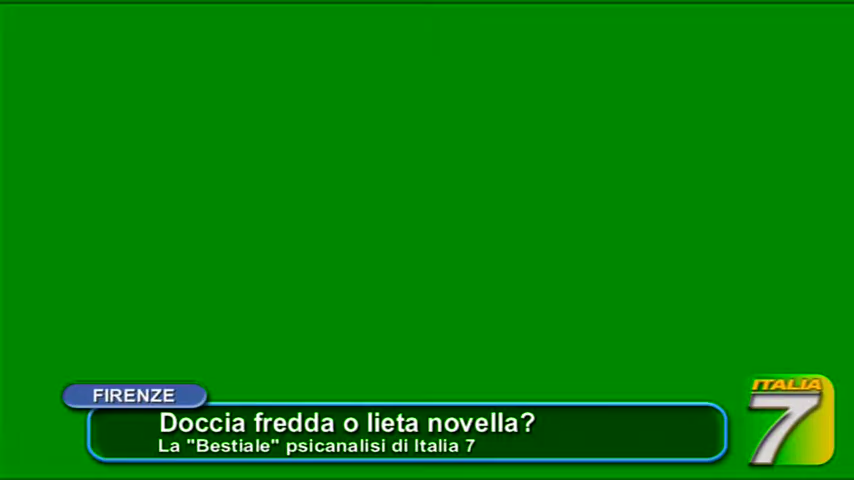 FIRENZE
Doccia fredda o lieta novella?
La "Bestiale" psicanalisi di Italia 7
ITALIA
7